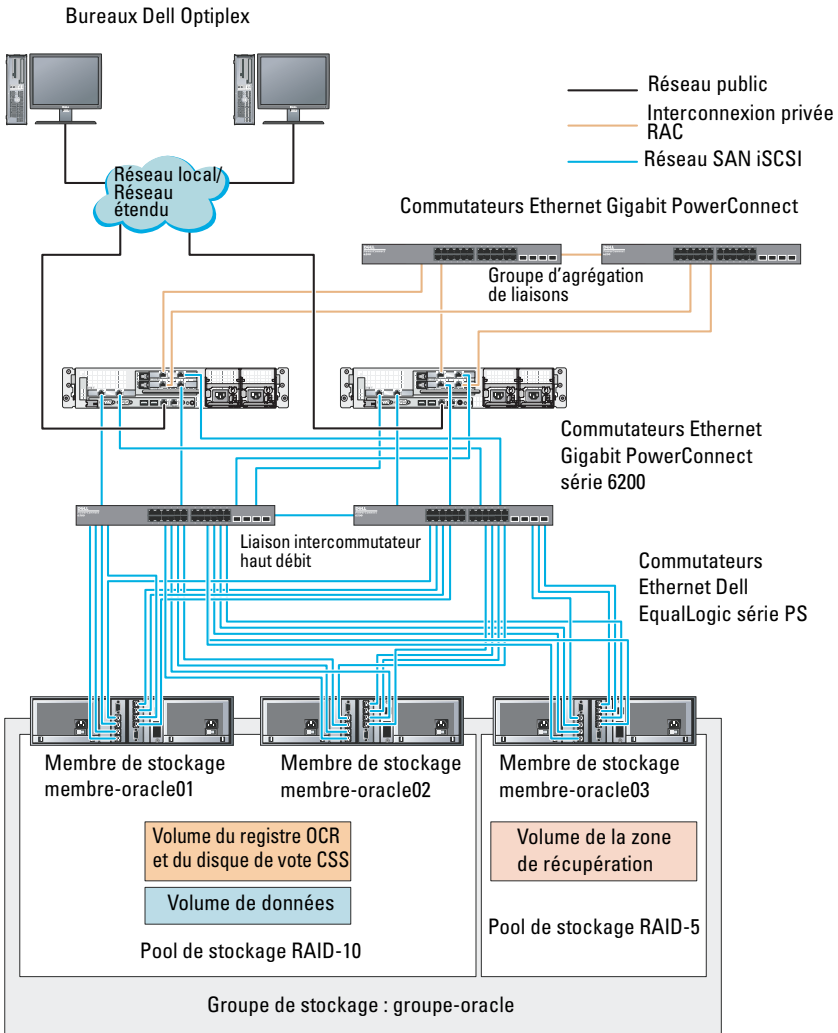 Bureaux Dell Optiplex
Réseau public
Interconnexion privée
RAC
Réseau SAN iSCSI
Réseau local/
Réseau
étendu
Commutateurs Ethernet Gigabit PowerConnect
Groupe d'agrégation
de liaisons
Commutateurs Ethernet
Gigabit PowerConnect
série 6200
Liaison intercommutateur
haut débit
Commutateurs
Ethernet Dell
EqualLogic série PS
Membre de stockage
membre-oracle01
Membre de stockage
membre-oracle02
Membre de stockage
membre-oracle03
Volume du registre OCR
et du disque de vote CSS
Volume de la zone
de récupération
Volume de données
Pool de stockage RAID-5
Pool de stockage RAID-10
Groupe de stockage : groupe-oracle